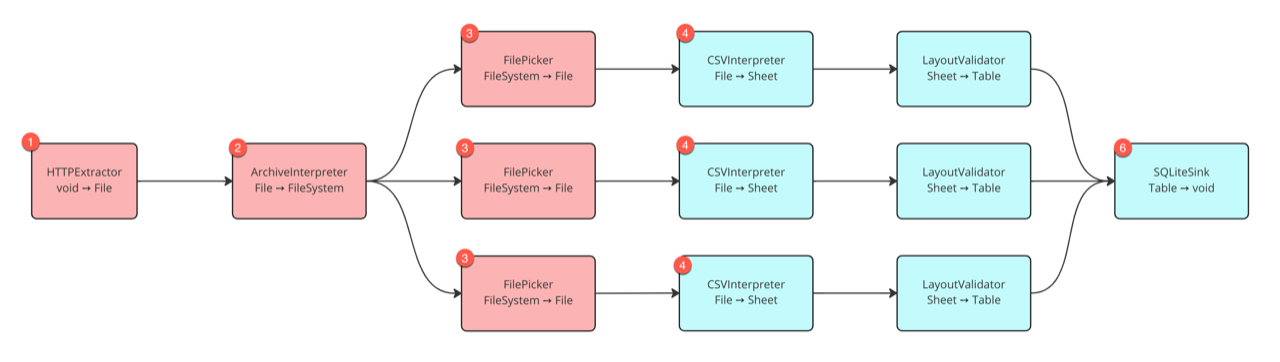 1
HTTPExtractor
void → File
2
ArchiveInterpreter
File → FileSystem
3
FilePicker
FileSystem → File
4
CSVInterpreter
File → Sheet
LayoutValidator
Sheet → Table
3
FilePicker
FileSystem → File
4
CSVInterpreter
File → Sheet
LayoutValidator
Sheet → Table
3
FilePicker
FileSystem → File
4
CSVInterpreter
File → Sheet
LayoutValidator
Sheet → Table
6
SQLiteSink
Table → void